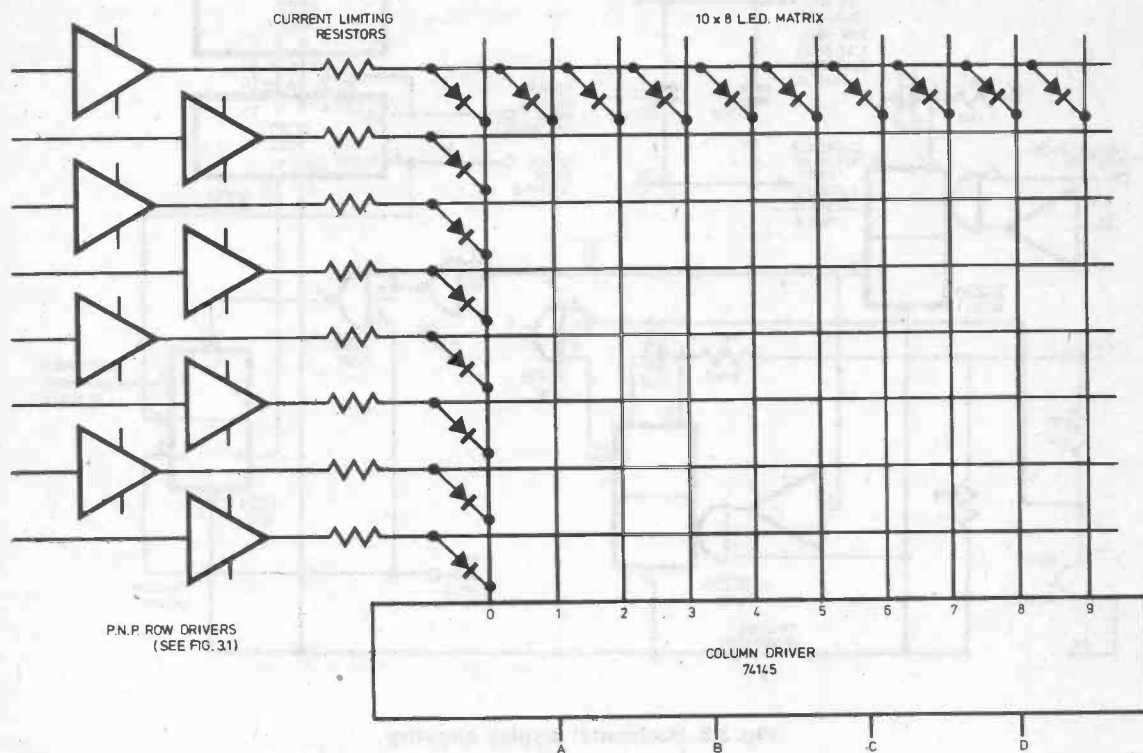 CURRENT LIMITING
RESISTORS
10 x 8 L.E.D. MATRIX
0 1 2 3 4 5 6 7 8 9
P.N.P. ROW DRIVERS
(SEE FIG. 3.1)
COLUMN DRIVER
74145
A B C D